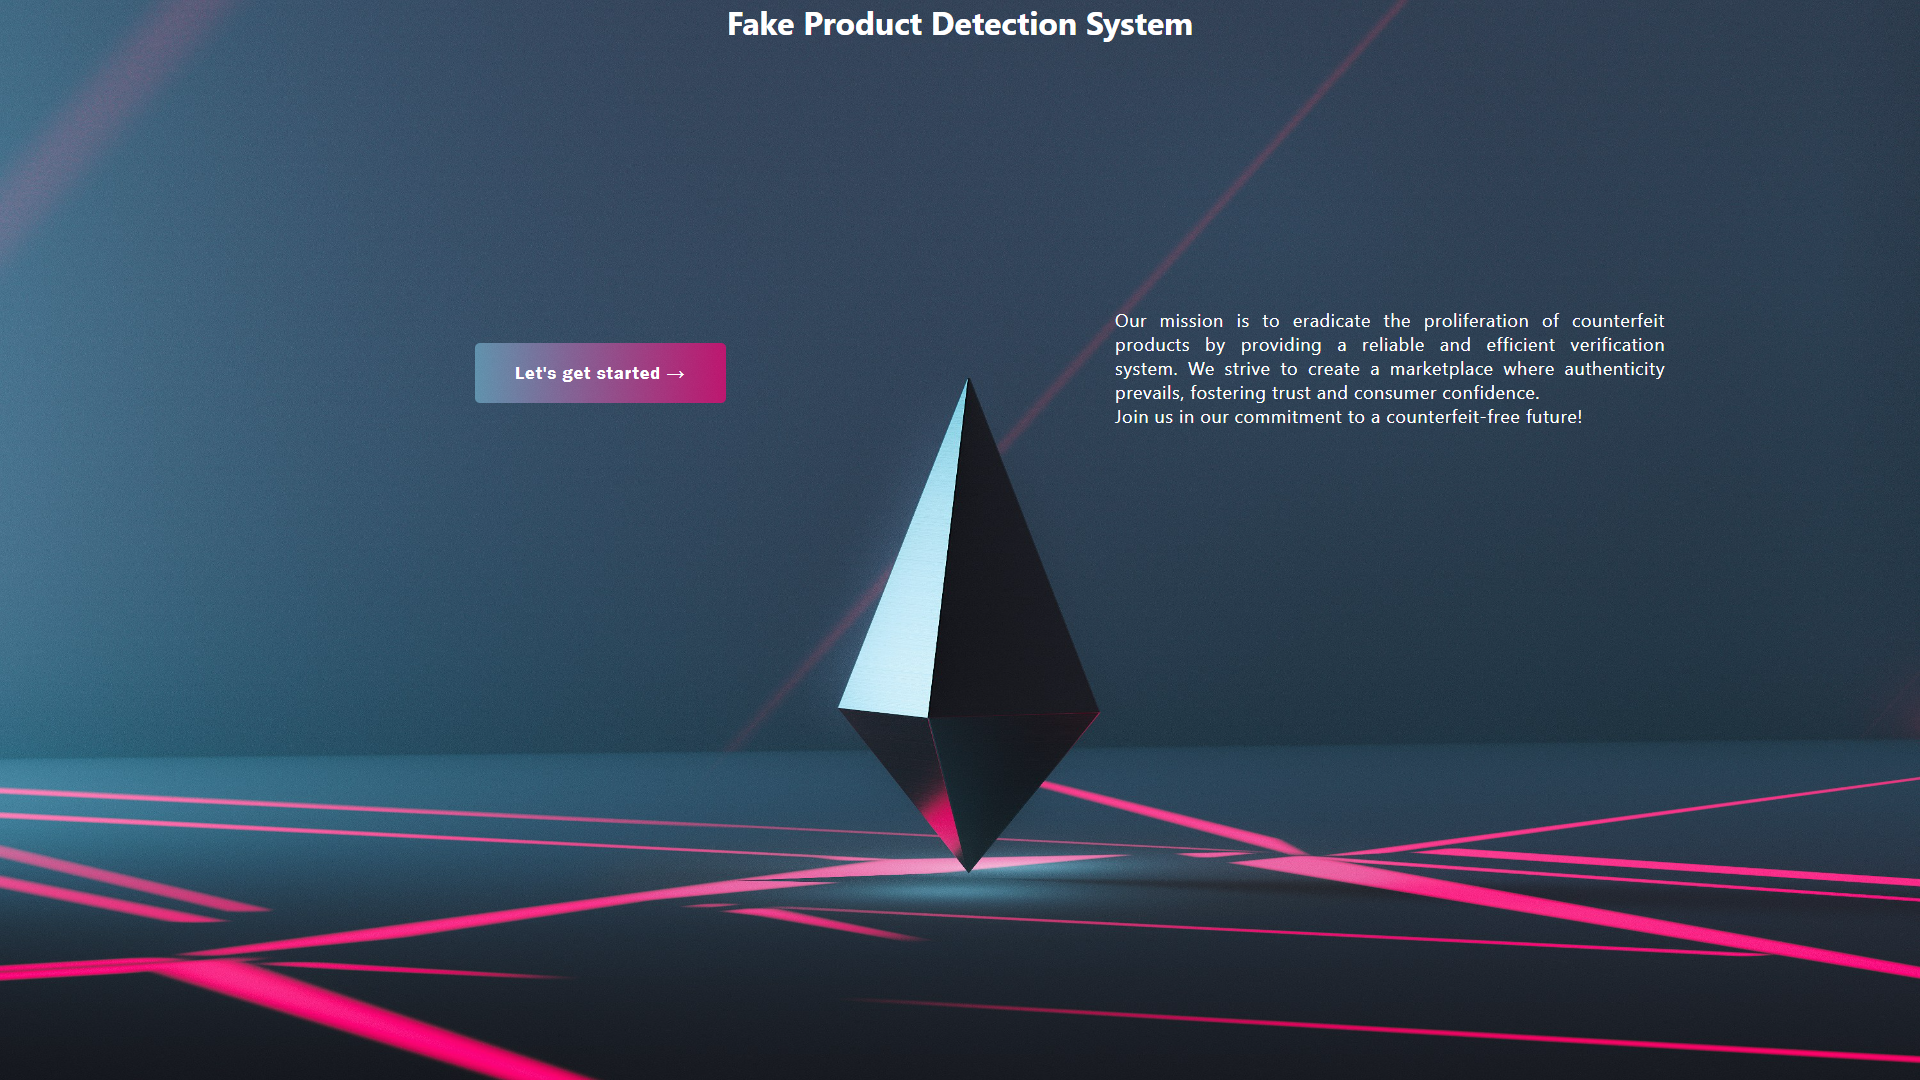 Fake Product Detection System
Let's get started →
Our mission is to eradicate the proliferation of counterfeit
products by providing a reliable and efficient verification
system. We strive to create a marketplace where authenticity
prevails, fostering trust and consumer confidence.
Join us in our commitment to a counterfeit-free future!